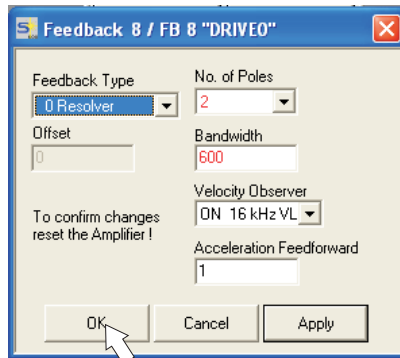 Feedback 8 / FB 8 "DRIVE0"
Feedback Type
0 Resolver
No. of Poles
2
Offset
0
Bandwidth
600
Velocity Observer
ON 16 kHz VL
To confirm changes
reset the Amplifier !
Acceleration Feedforward
1
OK
Cancel
Apply